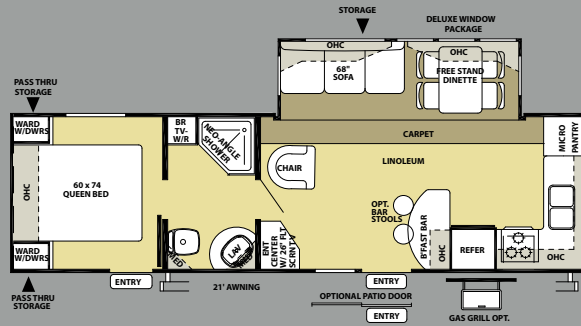 STORAGE
DELUXE WINDOW
PACKAGE
OHC
OHC
68"
SOFA
FREE STAND
DINETTE
PASS THRU
STORAGE
WARD
W/DWRS
BR
TV-
W/R
NEO-ANGLE
SHOWER
CARPET
MICRO
PANTRY
LINOLEUM
CHAIR
OHC
60 x 74
QUEEN BED
OPT.
BAR
STOOLS
B'FAST BAR
OHC
REFER
OHC
WARD
W/DWRS
MED
LAV
MED
ENT
CENTER
W/ 26" FLT
SCRN T.V.
PASS THRU
STORAGE
ENTRY
21' AWNING
ENTRY
OPTIONAL PATIO DOOR
ENTRY
GAS GRILL OPT.